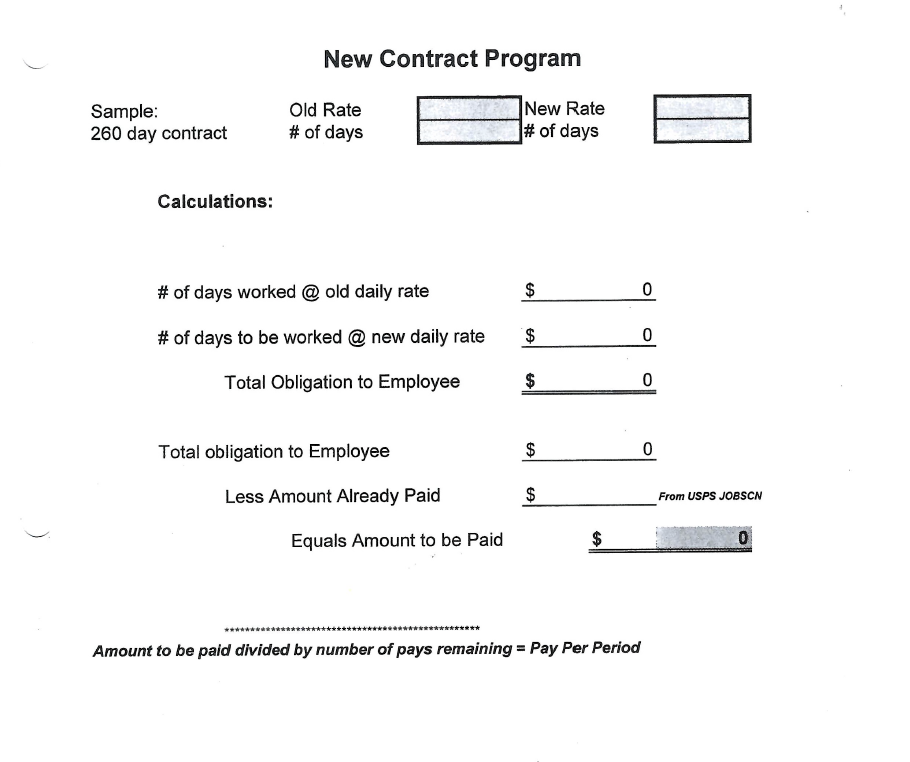 New Contract Program
Sample: Old Rate New Rate
260 day contract # of days # of days
Calculations:
# of days worked @ old daily rate $ 0
# of days to be worked @ new daily rate $ 0
Total Obligation to Employee $ 0
Total obligation to Employee $ 0
Less Amount Already Paid $ From USPS JOBSCN
Equals Amount to be Paid $ 0
**************************************************
Amount to be paid divided by number of pays remaining = Pay Per Period